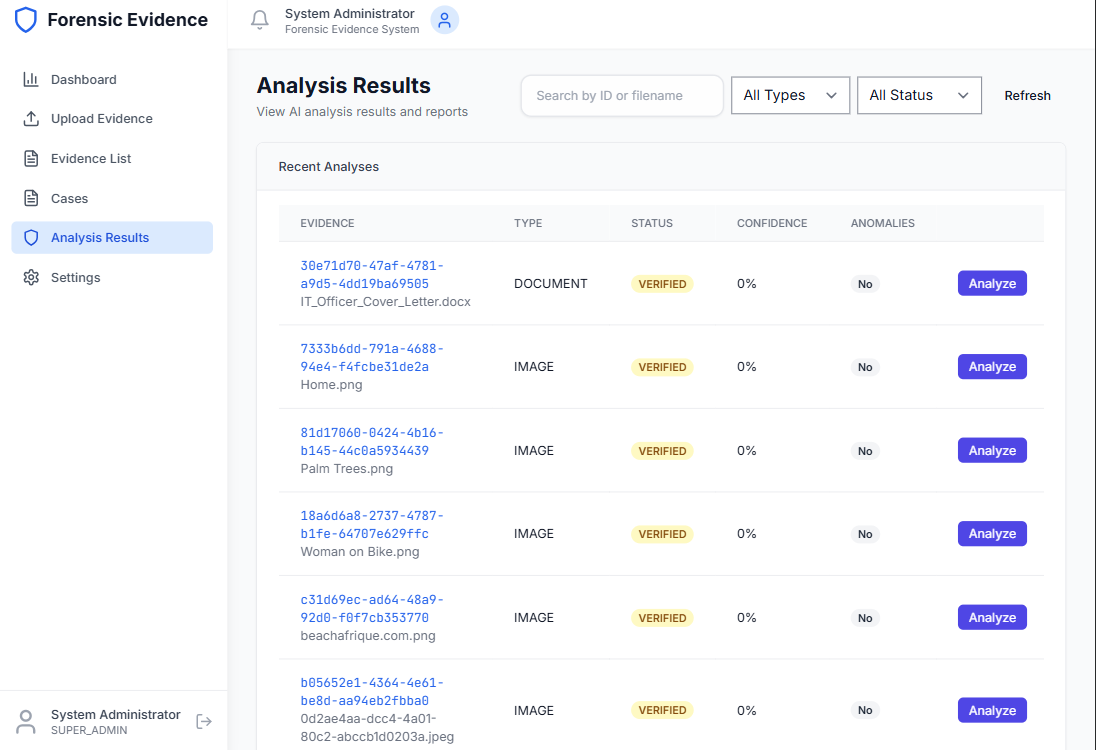 Forensic Evidence
System Administrator
Forensic Evidence System
Dashboard
Upload Evidence
Evidence List
Cases
Analysis Results
Settings
System Administrator
SUPER_ADMIN
Analysis Results
View AI analysis results and reports
Search by ID or filename
All Types
All Status
Refresh
Recent Analyses
EVIDENCE TYPE STATUS CONFIDENCE ANOMALIES
30e71d70-47af-4781-
a9d5-4dd19ba69505
IT_Officer_Cover_Letter.docx
DOCUMENT VERIFIED 0% No Analyze
7333b6dd-791a-4688-
94e4-f4fcbe31de2a
Home.png
IMAGE VERIFIED 0% No Analyze
81d17060-0424-4b16-
b145-44c0a5934439
Palm Trees.png
IMAGE VERIFIED 0% No Analyze
18a6d6a8-2737-4787-
b1fe-64707e629ffc
Woman on Bike.png
IMAGE VERIFIED 0% No Analyze
c31d69ec-ad64-48a9-
92d0-f0f7cb353770
beachafrique.com.png
IMAGE VERIFIED 0% No Analyze
b05652e1-4364-4e61-
be8d-aa94eb2fbba0
0d2ae4aa-dcc4-4a01-
80c2-abccb1d0203a.jpeg
IMAGE VERIFIED 0% No Analyze